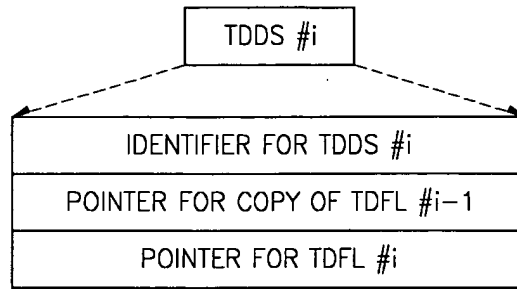 TDDS #i
IDENTIFIER FOR TDDS #i
POINTER FOR COPY OF TDFL #i-1
POINTER FOR TDFL #i